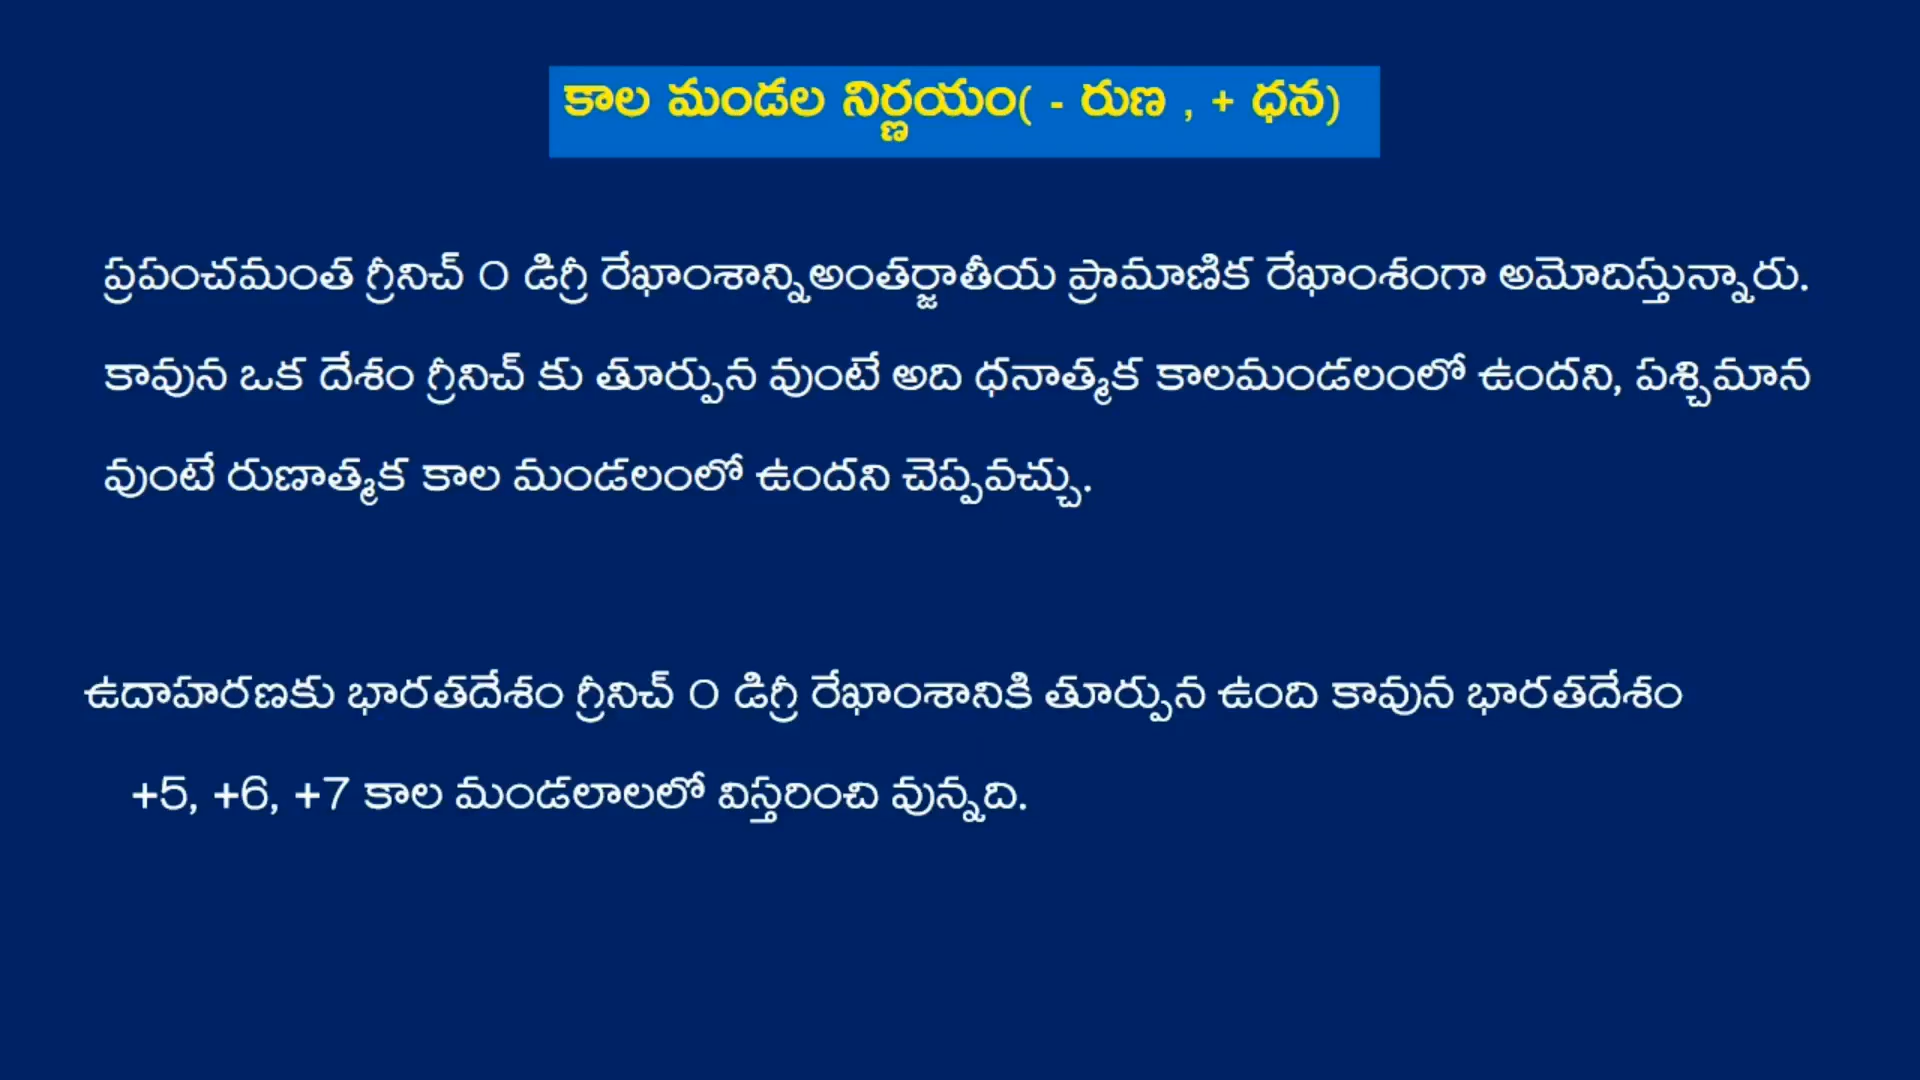 కాల మండల నిర్ణయం( - రుణ , + ధన)
ప్రపంచమంత గ్రీనిచ్ 0 డిగ్రీ రేఖాంశాన్నిఅంతర్జాతీయ ప్రామాణిక రేఖాంశంగా అమోదిస్తున్నారు.
కావున ఒక దేశం గ్రీనిచ్ కు తూర్పున వుంటే అది ధనాత్మక కాలమండలంలో ఉందని, పశ్చిమాన
వుంటే రుణాత్మక కాల మండలంలో ఉందని చెప్పవచ్చు.
ఉదాహరణకు భారతదేశం గ్రీనిచ్ 0 డిగ్రీ రేఖాంశానికి తూర్పున ఉంది కావున భారతదేశం
+5, +6, +7 కాల మండలాలలో విస్తరించి వున్నది.